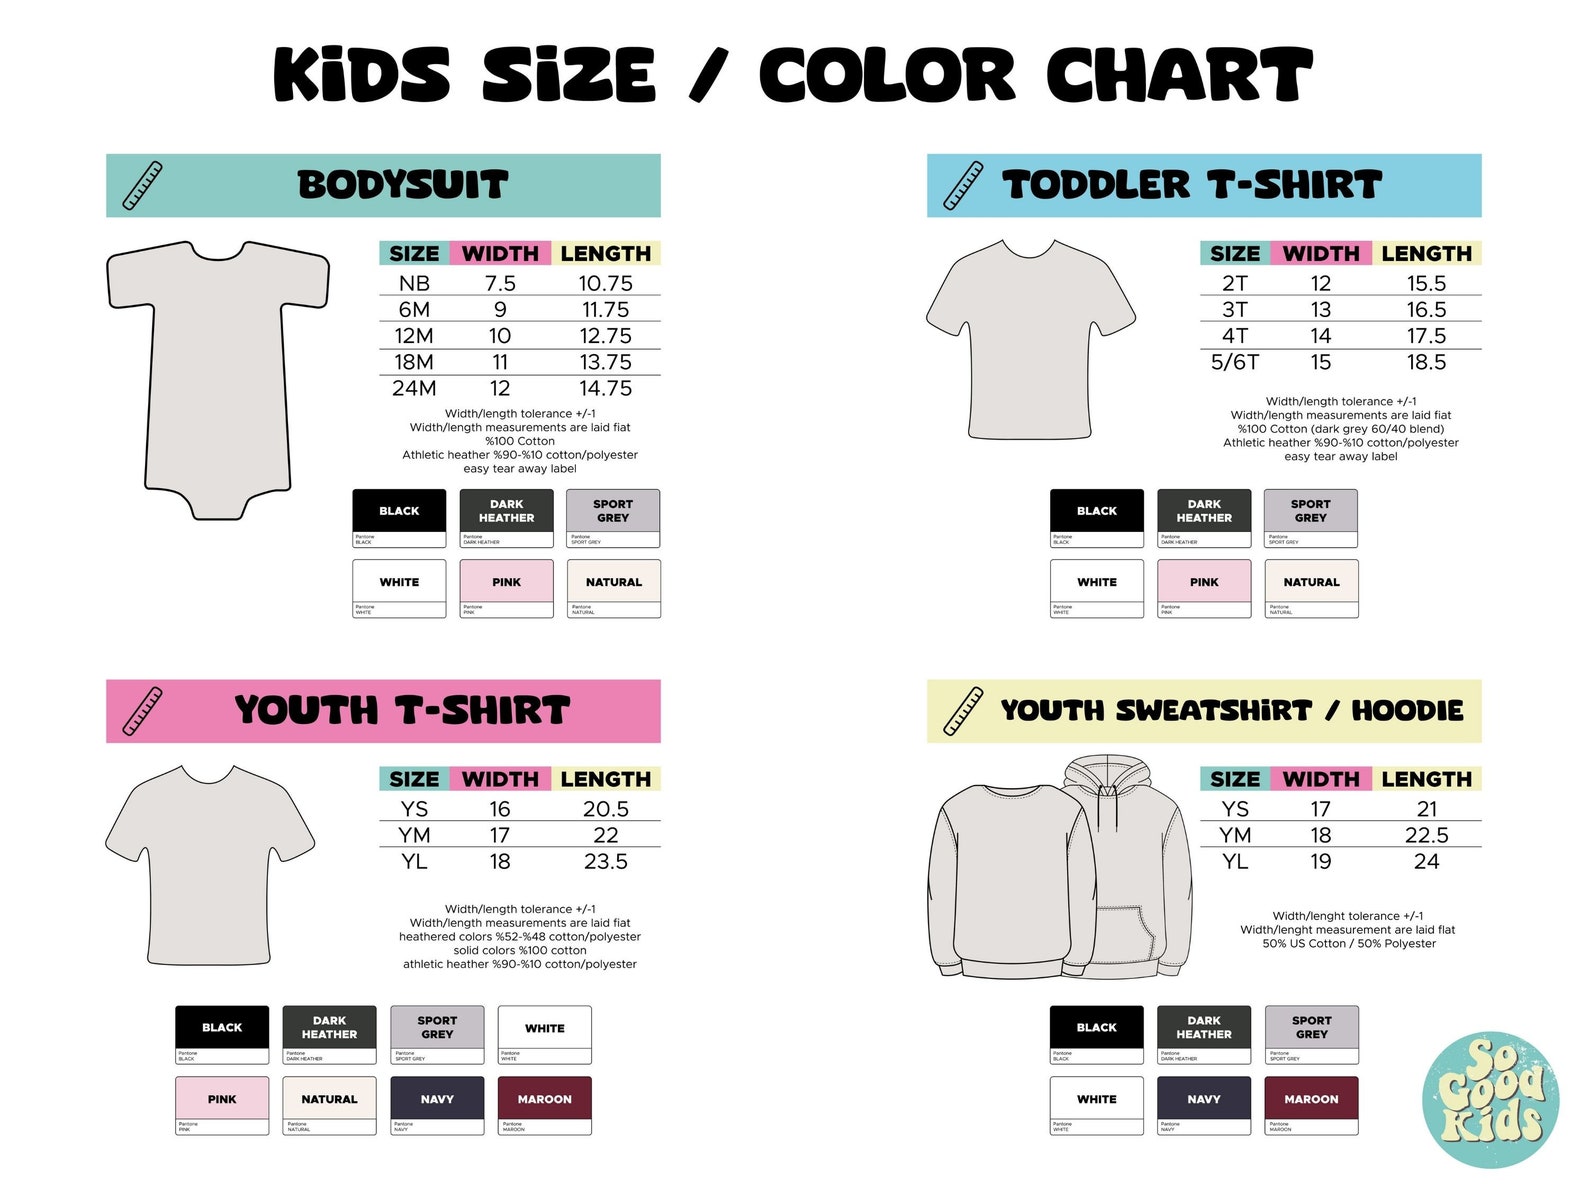 KiDS SiZE / COLOR CHART
BODYSUIT
SIZE WIDTH LENGTH
NB 7.5 10.75
6M 9 11.75
12M 10 12.75
18M 11 13.75
24M 12 14.75
Width/length tolerance +/-1
Width/length measurements are laid fiat
%100 Cotton
Athletic heather %90-%10 cotton/polyester
easy tear away label
BLACK
Pantone
BLACK
DARK
HEATHER
Pantone
DARK HEATHER
SPORT
GREY
Pantone
SPORT GREY
WHITE
Pantone
WHITE
PINK
Pantone
PINK
NATURAL
Pantone
NATURAL
TODDLER T-SHIRT
SIZE WIDTH LENGTH
2T 12 15.5
3T 13 16.5
4T 14 17.5
5/6T 15 18.5
Width/length tolerance +/-1
Width/length measurements are laid fiat
%100 Cotton (dark grey 60/40 blend)
Athletic heather %90-%10 cotton/polyester
easy tear away label
BLACK
Pantone
BLACK
DARK
HEATHER
Pantone
DARK HEATHER
SPORT
GREY
Pantone
SPORT GREY
WHITE
Pantone
WHITE
PINK
Pantone
PINK
NATURAL
Pantone
NATURAL
YOUTH T-SHIRT
SIZE WIDTH LENGTH
YS 16 20.5
YM 17 22
YL 18 23.5
Width/length tolerance +/-1
Width/length measurements are laid fiat
heathered colors %52-%48 cotton/polyester
solid colors %100 cotton
athletic heather %90-%10 cotton/polyester
BLACK
Pantone
BLACK
DARK
HEATHER
Pantone
DARK HEATHER
SPORT
GREY
Pantone
SPORT GREY
WHITE
Pantone
WHITE
PINK
Pantone
PINK
NATURAL
Pantone
NATURAL
NAVY
Pantone
NAVY
MAROON
Pantone
MAROON
YOUTH SWEATSHiRT / HOODIE
SIZE WIDTH LENGTH
YS 17 21
YM 18 22.5
YL 19 24
Width/lenght tolerance +/-1
Width/lenght measurement are laid flat
50% US Cotton / 50% Polyester
BLACK
Pantone
BLACK
DARK
HEATHER
Pantone
DARK HEATHER
SPORT
GREY
Pantone
SPORT GREY
WHITE
Pantone
WHITE
NAVY
Pantone
NAVY
MAROON
Pantone
MAROON
So
Good
Kids